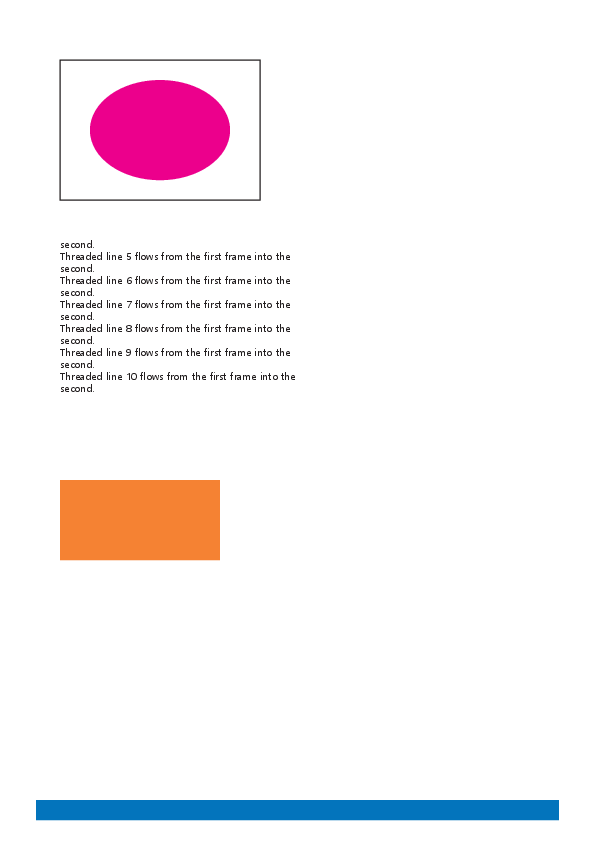 second.
Threaded line 5 flows from the first frame into the
second.
Threaded line 6 flows from the first frame into the
second.
Threaded line 7 flows from the first frame into the
second.
Threaded line 8 flows from the first frame into the
second.
Threaded line 9 flows from the first frame into the
second.
Threaded line 10 flows from the first frame into the
second.